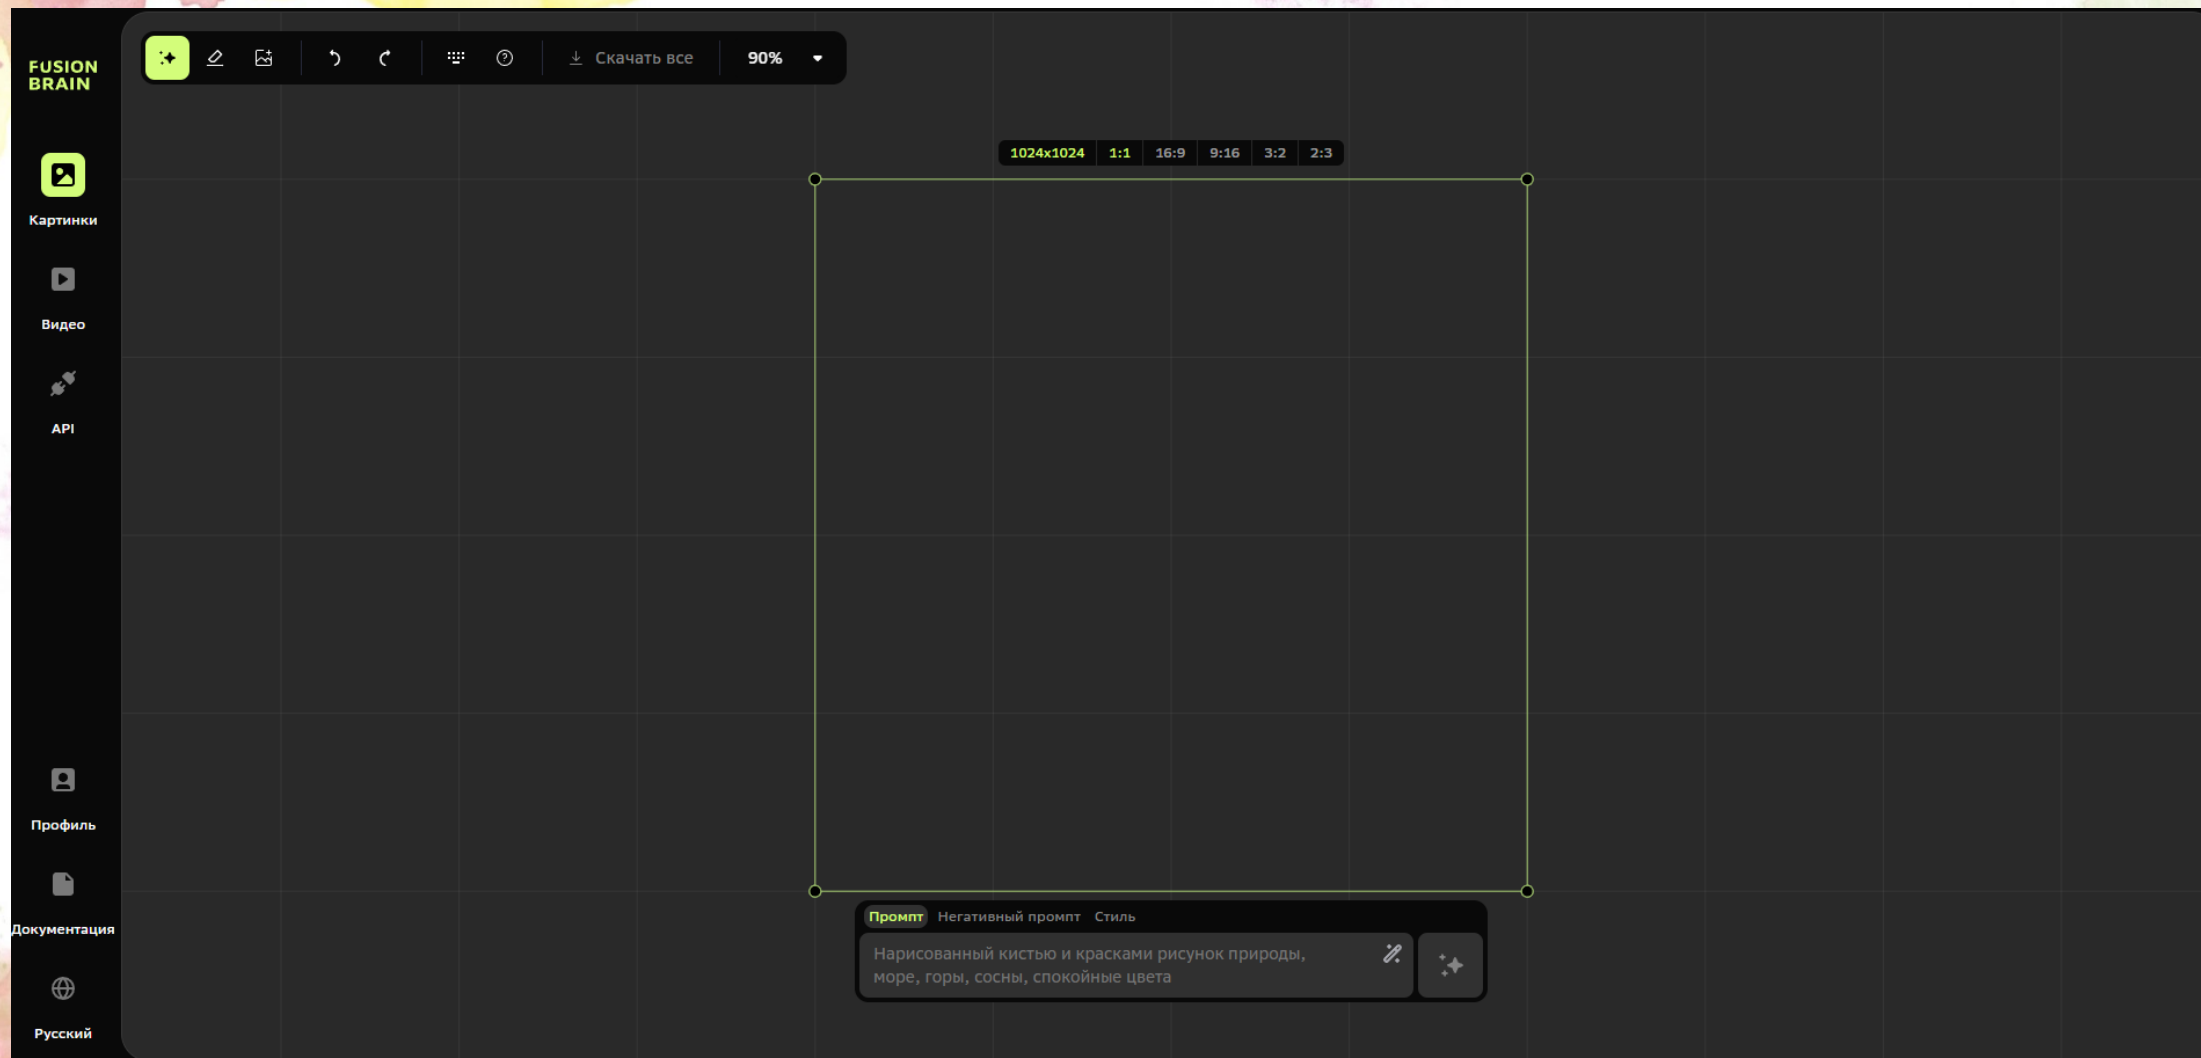 FUSION
BRAIN
Картинки
Видео
API
Профиль
Документация
Русский
Скачать все
90%
1024x1024 1:1 16:9 9:16 3:2 2:3
Промпт Негативный промпт Стиль
Нарисованный кистью и красками рисунок природы,
море, горы, сосны, спокойные цвета